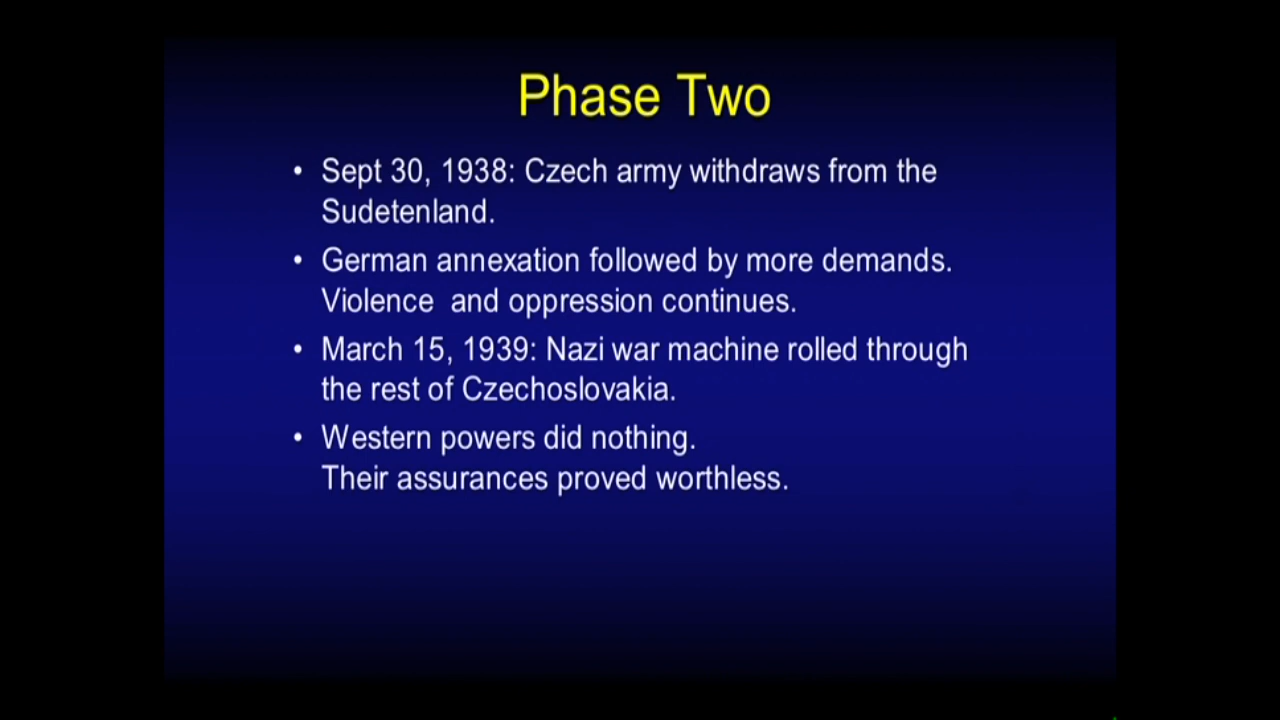 Phase Two
• Sept 30, 1938: Czech army withdraws from the
Sudetenland.
• German annexation followed by more demands.
Violence  and oppression continues.
• March 15, 1939: Nazi war machine rolled through
the rest of Czechoslovakia.
• Western powers did nothing.
Their assurances proved worthless.